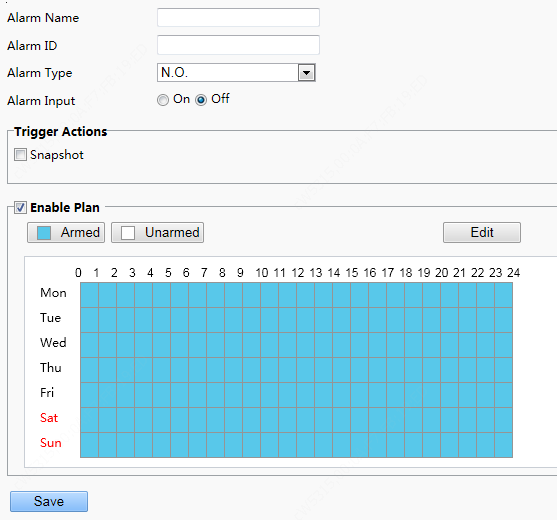 Alarm Name
Alarm ID
Alarm Type N.O.
Alarm Input On Off
Trigger Actions
Snapshot
Enable Plan
Armed Unarmed Edit
0 1 2 3 4 5 6 7 8 9 10 11 12 13 14 15 16 17 18 19 20 21 22 23 24
Mon
Tue
Wed
Thu
Fri
Sat
Sun
Save